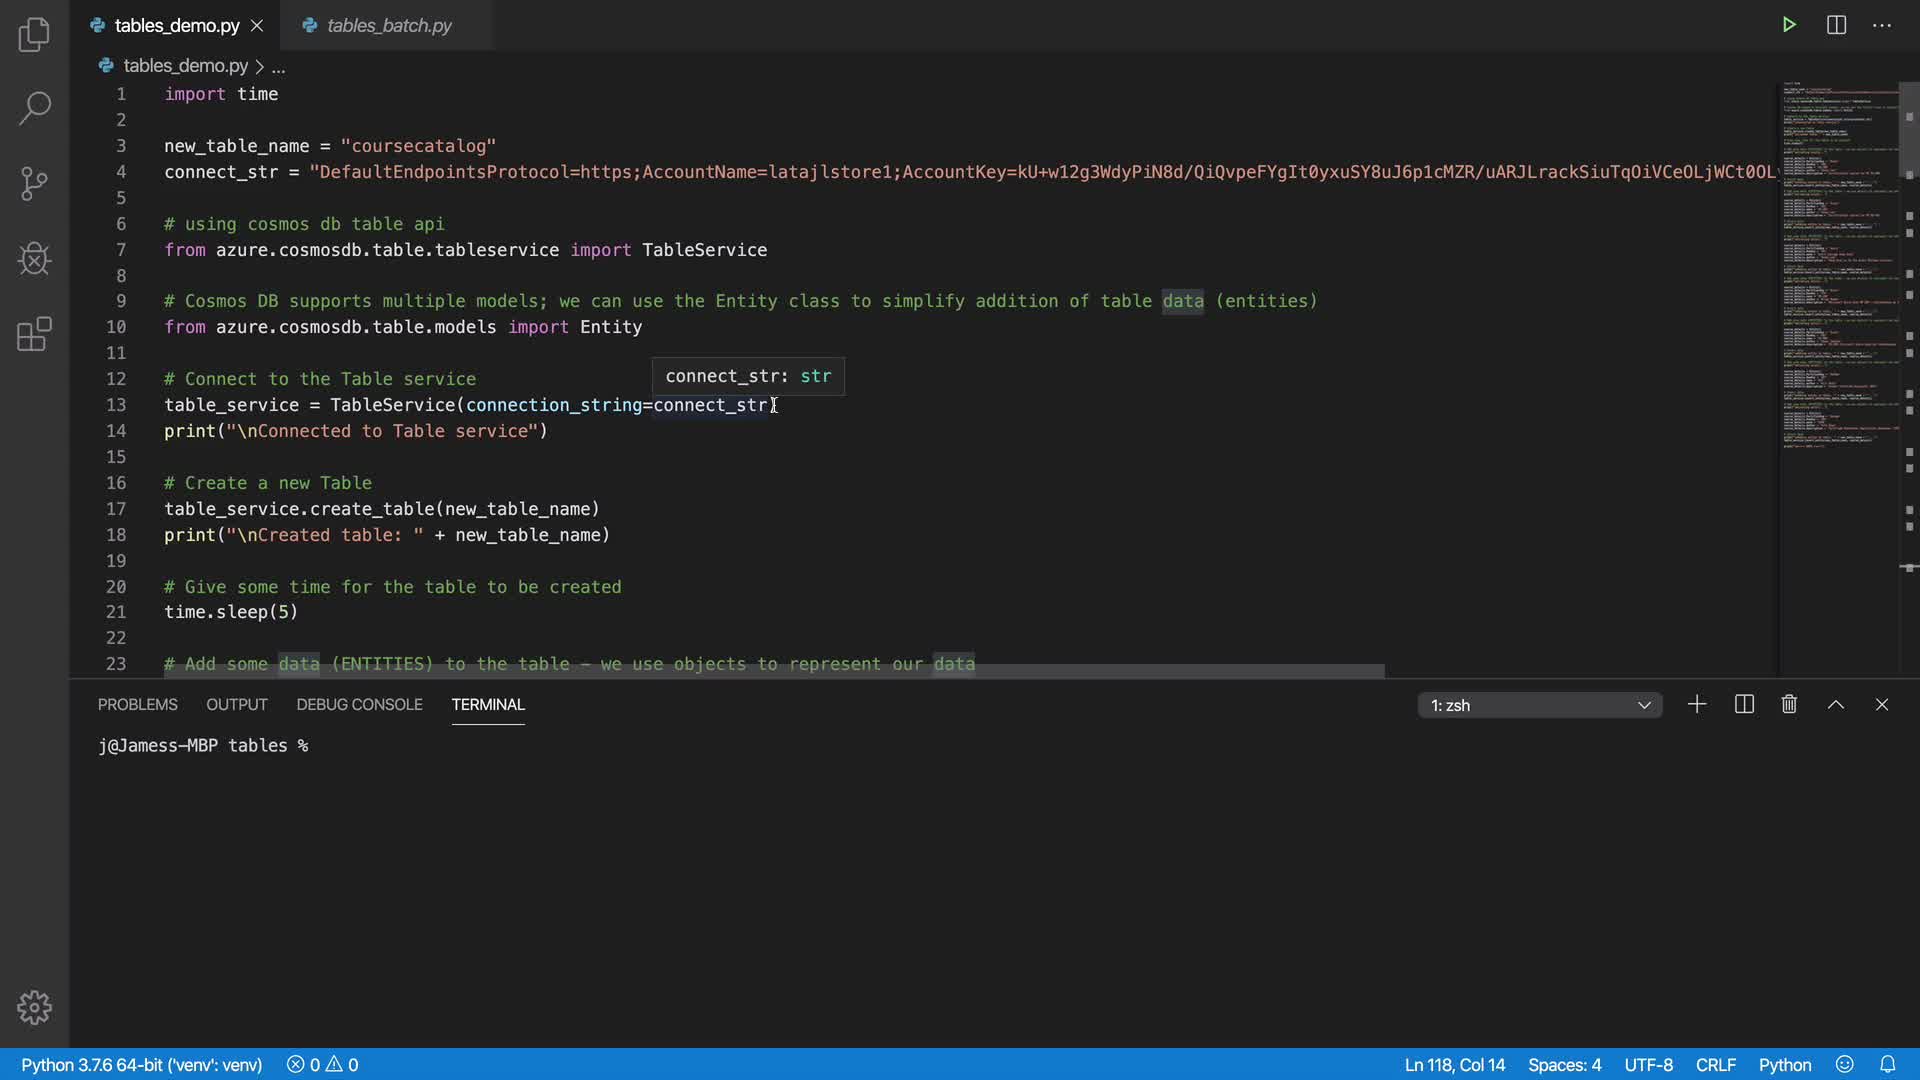 tables_demo.py
tables_batch.py
tables_demo.py > ...
1 import time
2
3 new_table_name = "coursecatalog"
4 connect_str = "DefaultEndpointsProtocol=https;AccountName=latajlstore1;AccountKey=kU+w12g3WdyPiN8d/QiQvpeFYgIt0yxuSY8uJ6p1cMZR/uARJLrackSiuTqOiVCeOLjWCt0OL
5
6 # using cosmos db table api
7 from azure.cosmosdb.table.tableservice import TableService
8
9 # Cosmos DB supports multiple models; we can use the Entity class to simplify addition of table data (entities)
10 from azure.cosmosdb.table.models import Entity
11
connect_str: str
12 # Connect to the Table service
13 table_service = TableService(connection_string=connect_str)
14 print("\nConnected to Table service")
15
16 # Create a new Table
17 table_service.create_table(new_table_name)
18 print("\nCreated table: " + new_table_name)
19
20 # Give some time for the table to be created
21 time.sleep(5)
22
23 # Add some data (ENTITIES) to the table – we use objects to represent our data
PROBLEMS OUTPUT DEBUG CONSOLE TERMINAL 1: zsh
j@Jamess-MBP tables %
Python 3.7.6 64-bit ('venv': venv) 0 0 Ln 118, Col 14 Spaces: 4 UTF-8 CRLF Python